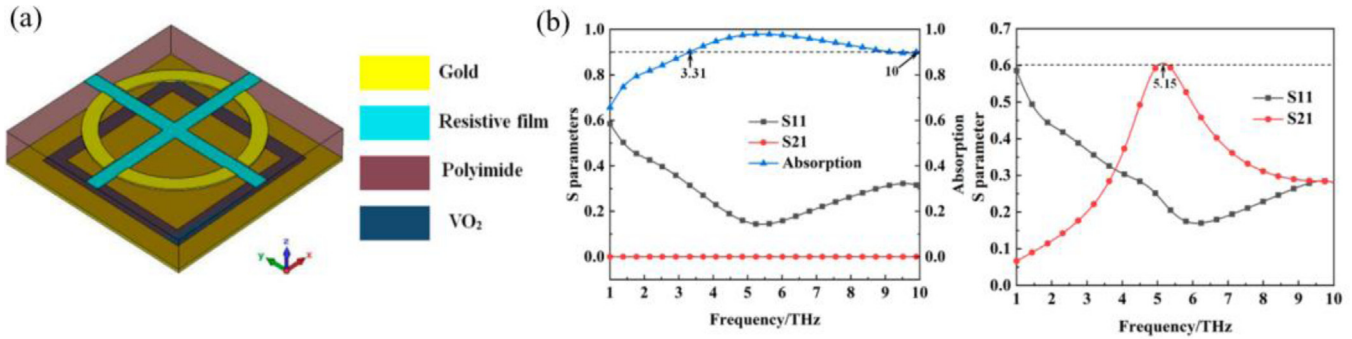 (a)
Gold
Resistive film
Polyimide
VO₂
z
y
x
(b)
1.0
0.8
0.6
0.4
0.2
0.0
S parameters
3.31
10
S11
S21
Absorption
1.0
0.8
0.6
0.4
0.2
0.0
Absorption
1 2 3 4 5 6 7 8 9 10
Frequency/THz
0.7
0.6
0.5
0.4
0.3
0.2
0.1
0.0
S parameter
5.15
S11
S21
1 2 3 4 5 6 7 8 9 10
Frequency/THz